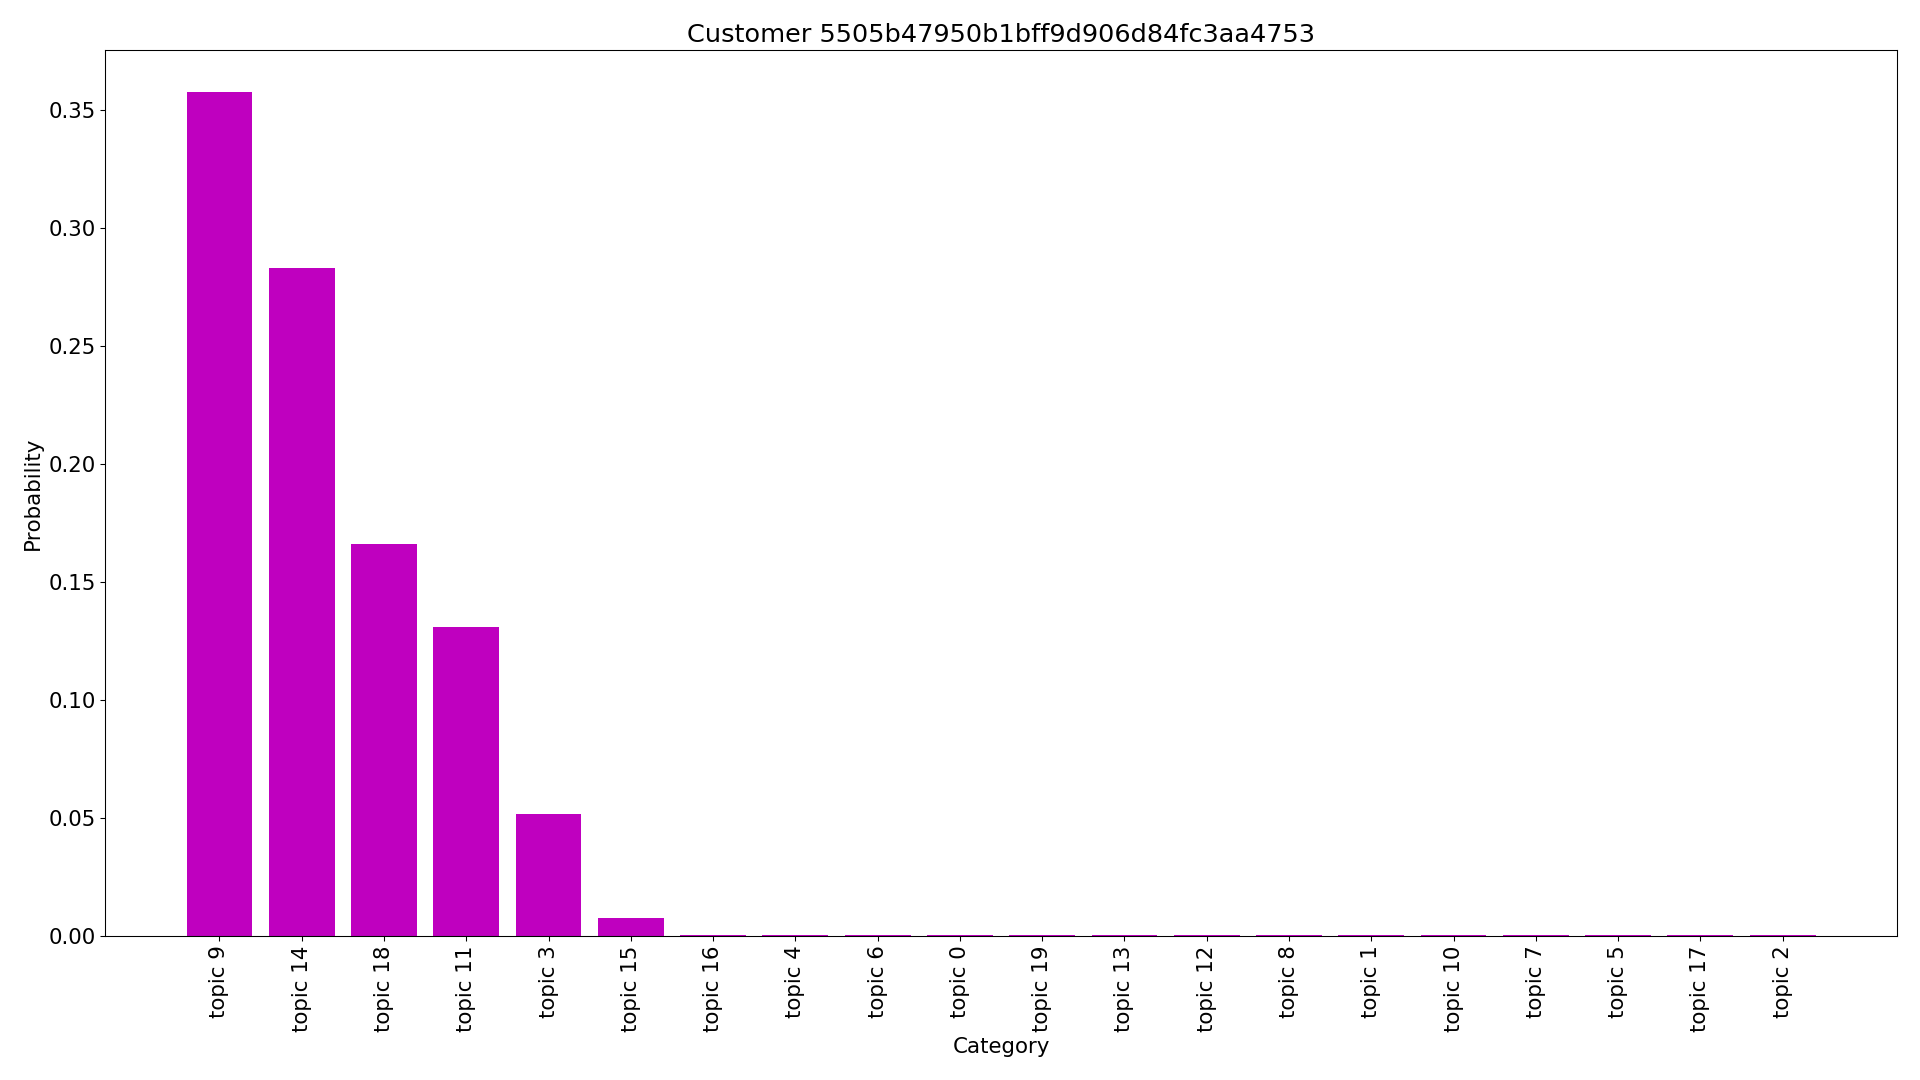 Customer 5505b47950b1bff9d906d84fc3aa4753
0.35
0.30
0.25
0.20
0.15
0.10
0.05
0.00
Probability
topic 9
topic 14
topic 18
topic 11
topic 3
topic 15
topic 16
topic 4
topic 6
topic 0
topic 19
topic 13
topic 12
topic 8
topic 1
topic 10
topic 7
topic 5
topic 17
topic 2
Category